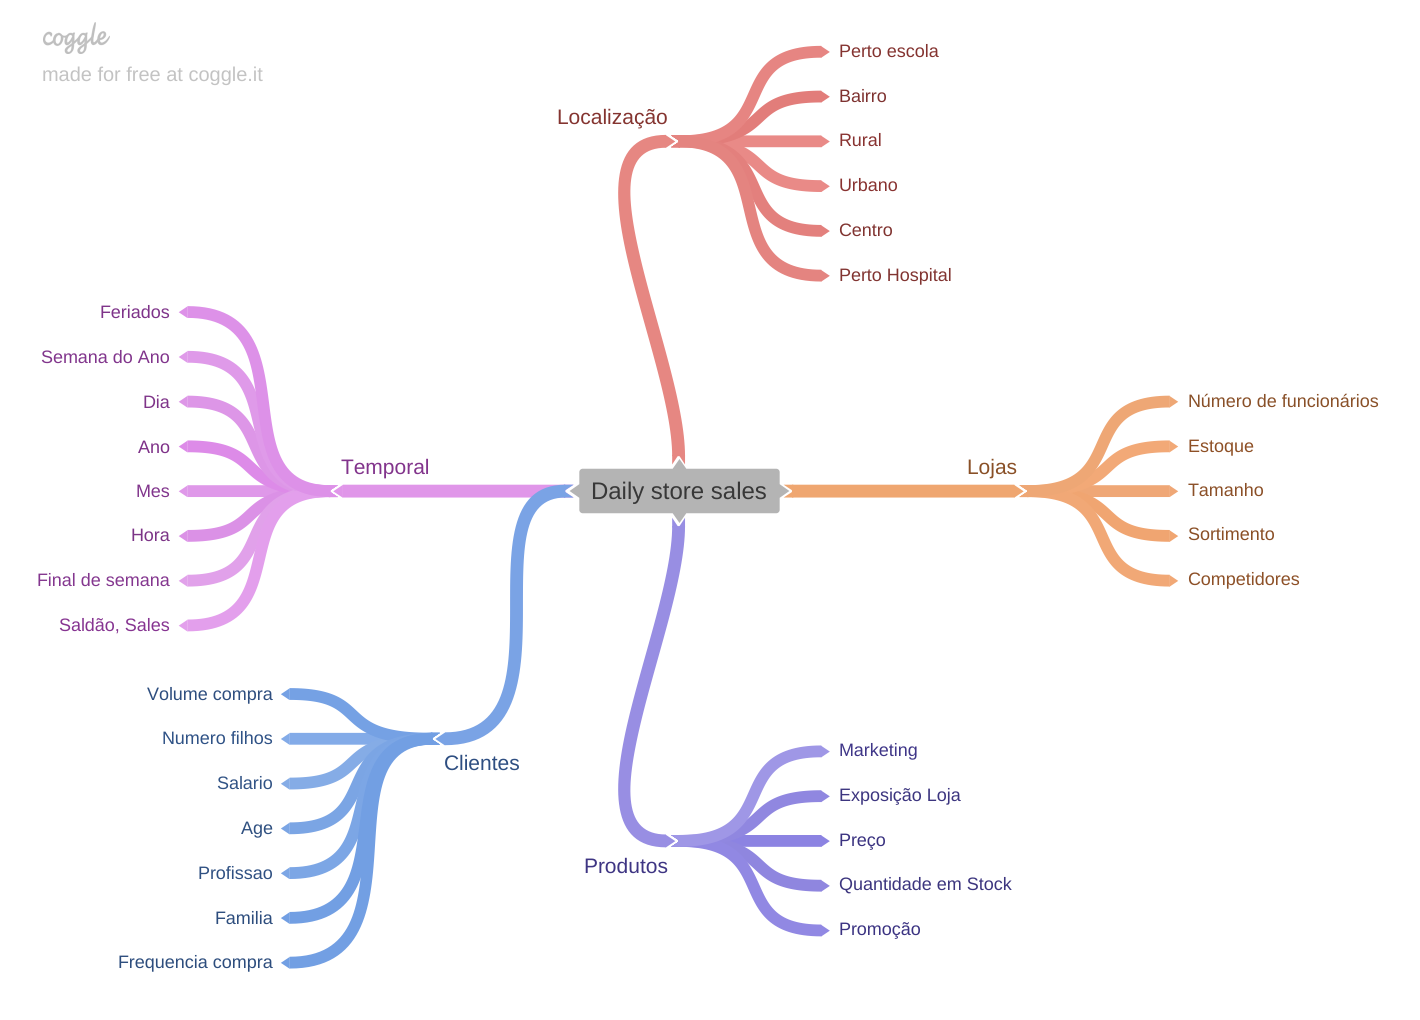 coggle
made for free at coggle.it
Localização
Perto escola
Bairro
Rural
Urbano
Centro
Perto Hospital
Feriados
Semana do Ano
Dia
Ano
Mes
Hora
Final de semana
Saldão, Sales
Temporal
Daily store sales
Lojas
Número de funcionários
Estoque
Tamanho
Sortimento
Competidores
Volume compra
Numero filhos
Salario
Age
Profissao
Familia
Frequencia compra
Clientes
Produtos
Marketing
Exposição Loja
Preço
Quantidade em Stock
Promoção